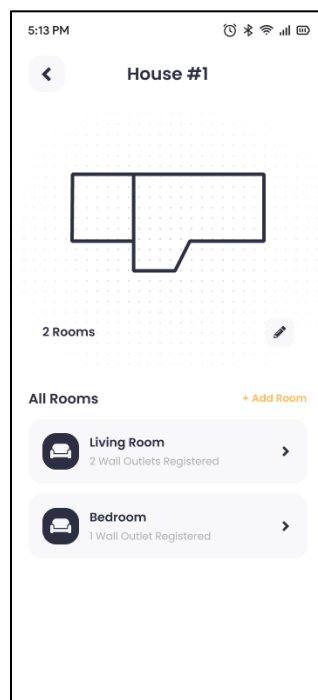 5:13 PM
House #1
2 Rooms
All Rooms
+ Add Room
Living Room
2 Wall Outlets Registered
Bedroom
1 Wall Outlet Registered